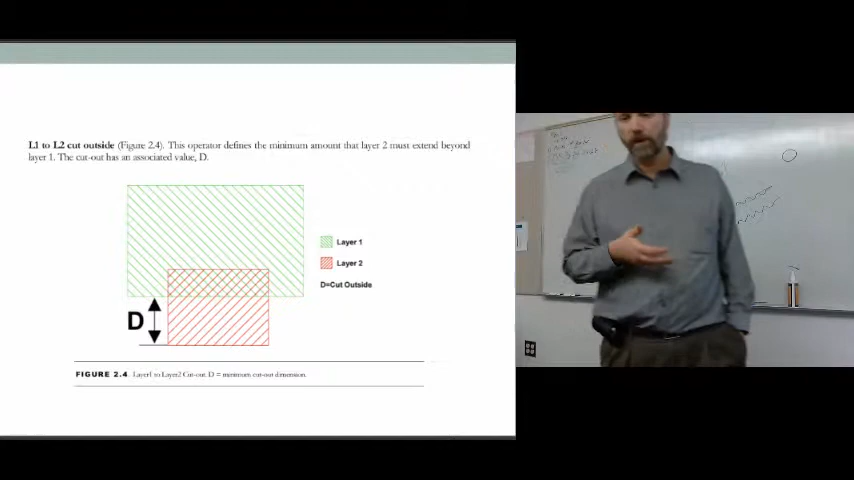 L1 to L2 cut outside (Figure 2.4). This operator defines the minimum amount that layer 2 must extend beyond
layer 1. The cut-out has an associated value, D.
Layer 1
Layer 2
D=Cut Outside
D
FIGURE 2.4. Layer1 to Layer2 Cut-out. D = minimum cut-out dimension.